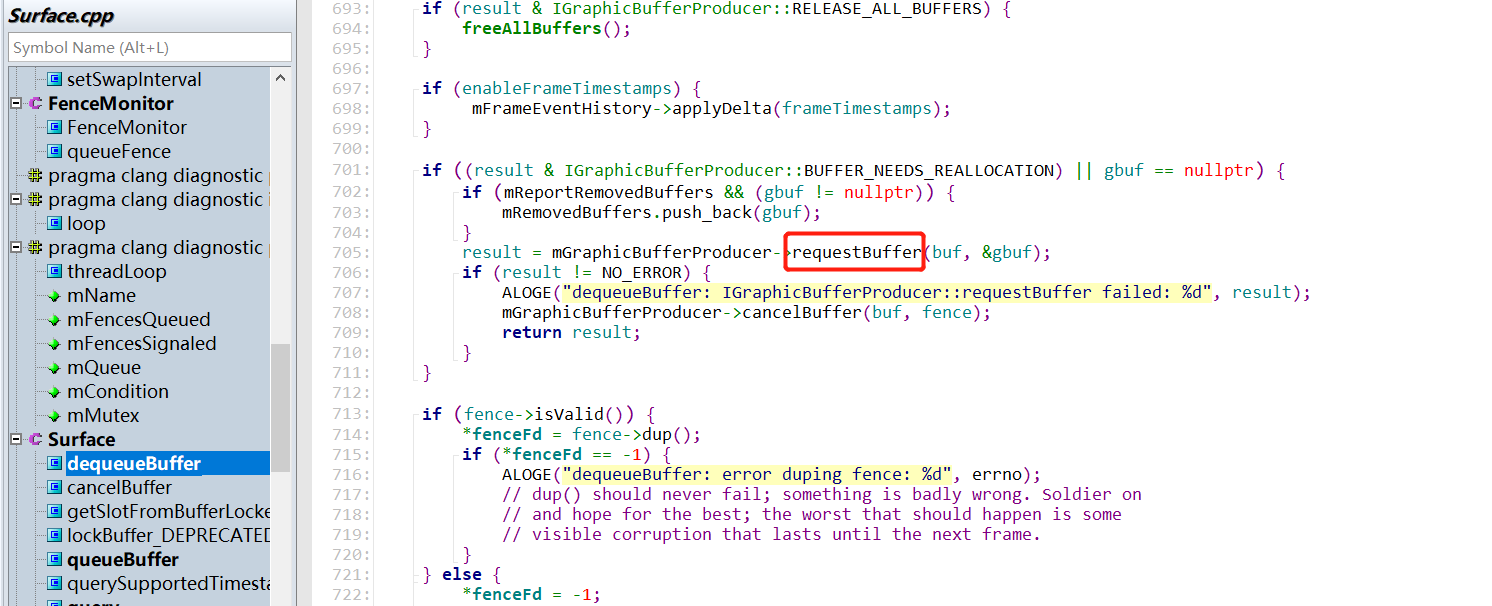 Surface.cpp
Symbol Name (Alt+L)
setSwapInterval
FenceMonitor
FenceMonitor
queueFence
pragma clang diagnostic
pragma clang diagnostic
loop
pragma clang diagnostic
threadLoop
mName
mFencesQueued
mFencesSignaled
mQueue
mCondition
mMutex
Surface
dequeueBuffer
cancelBuffer
getSlotFromBufferLocke
lockBuffer_DEPRECATED
queueBuffer
querySupportedTimesta
query
693: if (result & IGraphicBufferProducer::RELEASE_ALL_BUFFERS) {
694: freeAllBuffers();
695: }
696:
697: if (enableFrameTimestamps) {
698: mFrameEventHistory->applyDelta(frameTimestamps);
699: }
700:
701: if ((result & IGraphicBufferProducer::BUFFER_NEEDS_REALLOCATION) || gbuf == nullptr) {
702: if (mReportRemovedBuffers && (gbuf != nullptr)) {
703: mRemovedBuffers.push_back(gbuf);
704: }
705: result = mGraphicBufferProducer->requestBuffer(buf, &gbuf);
706: if (result != NO_ERROR) {
707: ALOGE("dequeueBuffer: IGraphicBufferProducer::requestBuffer failed: %d", result);
708: mGraphicBufferProducer->cancelBuffer(buf, fence);
709: return result;
710: }
711: }
712:
713: if (fence->isValid()) {
714: *fenceFd = fence->dup();
715: if (*fenceFd == -1) {
716: ALOGE("dequeueBuffer: error duping fence: %d", errno);
717: // dup() should never fail; something is badly wrong. Soldier on
718: // and hope for the best; the worst that should happen is some
719: // visible corruption that lasts until the next frame.
720: }
721: } else {
722: *fenceFd = -1;